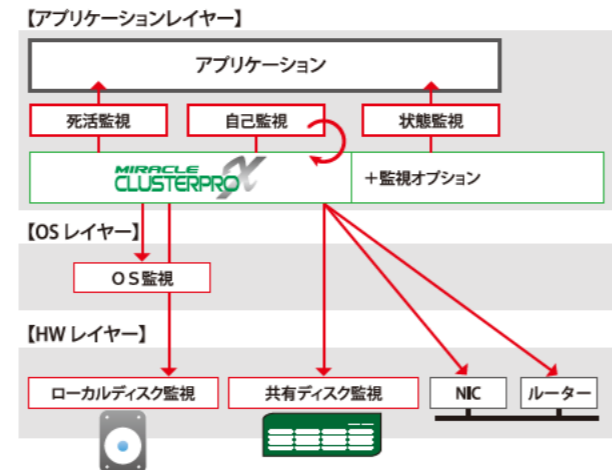 【アプリケーションレイヤー】
アプリケーション
死活監視
自己監視
状態監視
MIRACLE
CLUSTERPRO X
＋監視オプション
【OS レイヤー】
ＯＳ監視
【HW レイヤー】
ローカルディスク監視
共有ディスク監視
NIC
ルーター